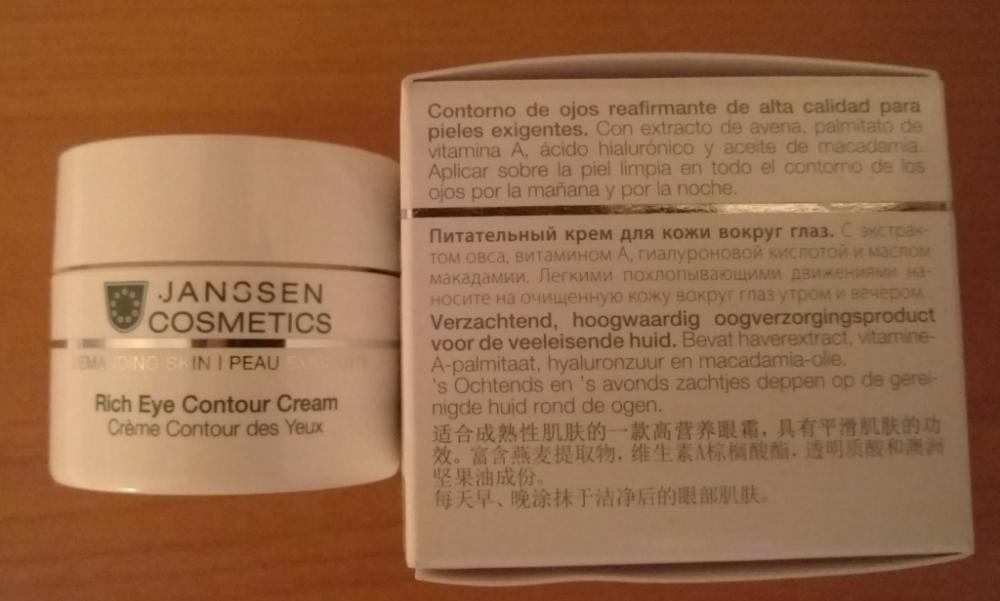 JANSSEN
COSMETICS
DEMANDING SKIN | PEAU EXIGEANTE
Rich Eye Contour Cream
Crème Contour des Yeux
Contorno de ojos reafirmante de alta calidad para
pieles exigentes. Con extracto de avena, palmitato de
vitamina A, ácido hialurónico y aceite de macadamia.
Aplicar sobre la piel limpia en todo el contorno de los
ojos por la mañana y por la noche.
Питательный крем для кожи вокруг глаз. С экстрак-
том овса, витамином А, гиалуроновой кислотой и маслом
макадамии. Легкими похлопывающими движениями на-
носите на очищенную кожу вокруг глаз утром и вечером.
Verzachtend, hoogwaardig oogverzorgingsproduct
voor de veeleisende huid. Bevat haverextract, vitamine-
A-palmitaat, hyaluronzuur en macadamia-olie.
's Ochtends en 's avonds zachtjes deppen op de gerei-
nigde huid rond de ogen.
适合成熟性肌肤的一款高营养眼霜，具有平滑肌肤的功
效。富含燕麦提取物，维生素A棕榈酸酯，透明质酸和澳洲
坚果油成份。
每天早、晚涂抹于洁净后的眼部肌肤。